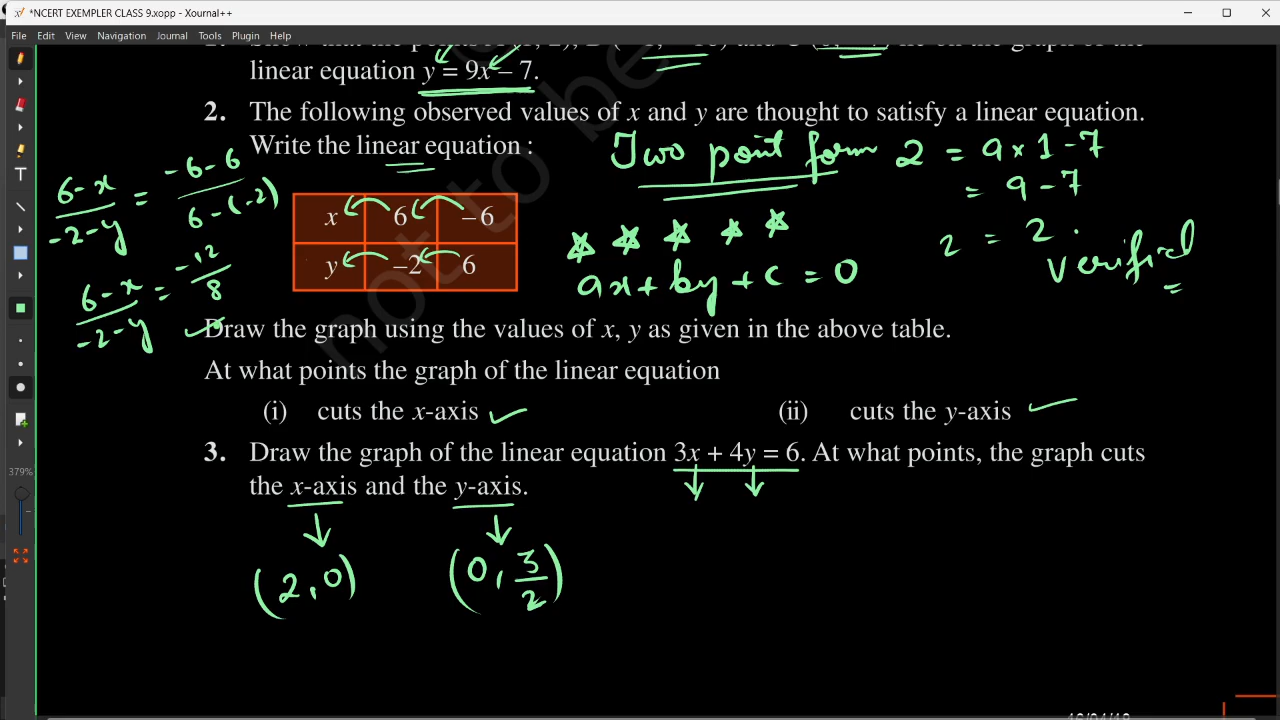 *NCERT EXEMPLER CLASS 9.xopp - Xournal++
File Edit View Navigation Journal Tools Plugin Help
linear equation y = 9x – 7.
2. The following observed values of x and y are thought to satisfy a linear equation.
Write the linear equation :
Two point form
2 = 9 x 1 - 7
= 9 - 7
2 = 2.
Verified
6-x/-2-y = -6-6/6-(-2)
6-x/-2-y = -12/8
x 6 –6
y –2 6
ax + by + c = 0
Draw the graph using the values of x, y as given in the above table.
At what points the graph of the linear equation
(i) cuts the x-axis (ii) cuts the y-axis
3. Draw the graph of the linear equation 3x + 4y = 6. At what points, the graph cuts
the x-axis and the y-axis.
(2, 0) (0, 3/2)
379%
not to be